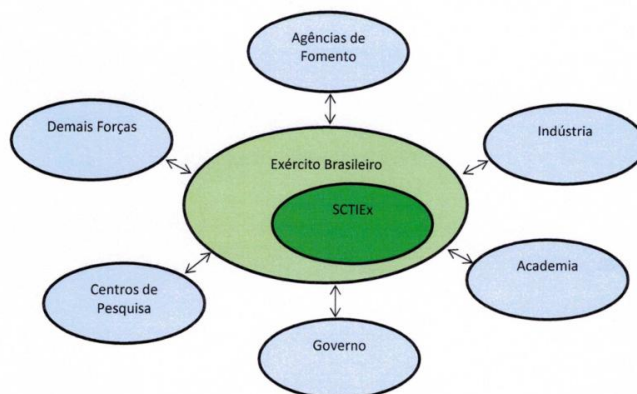 Agências de
Fomento
Demais Forças
Indústria
Exército Brasileiro
SCTIEx
Centros de
Pesquisa
Academia
Governo